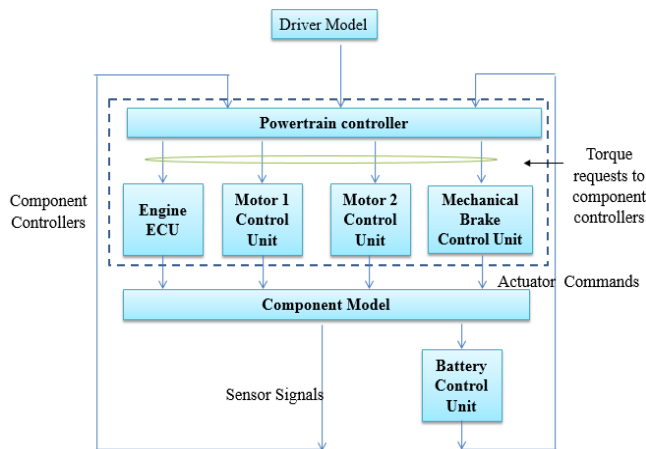 Driver Model
Powertrain controller
Torque
requests to
component
controllers
Component
Controllers
Engine
ECU
Motor 1
Control
Unit
Motor 2
Control
Unit
Mechanical
Brake
Control Unit
Actuator Commands
Component Model
Battery
Control
Unit
Sensor Signals